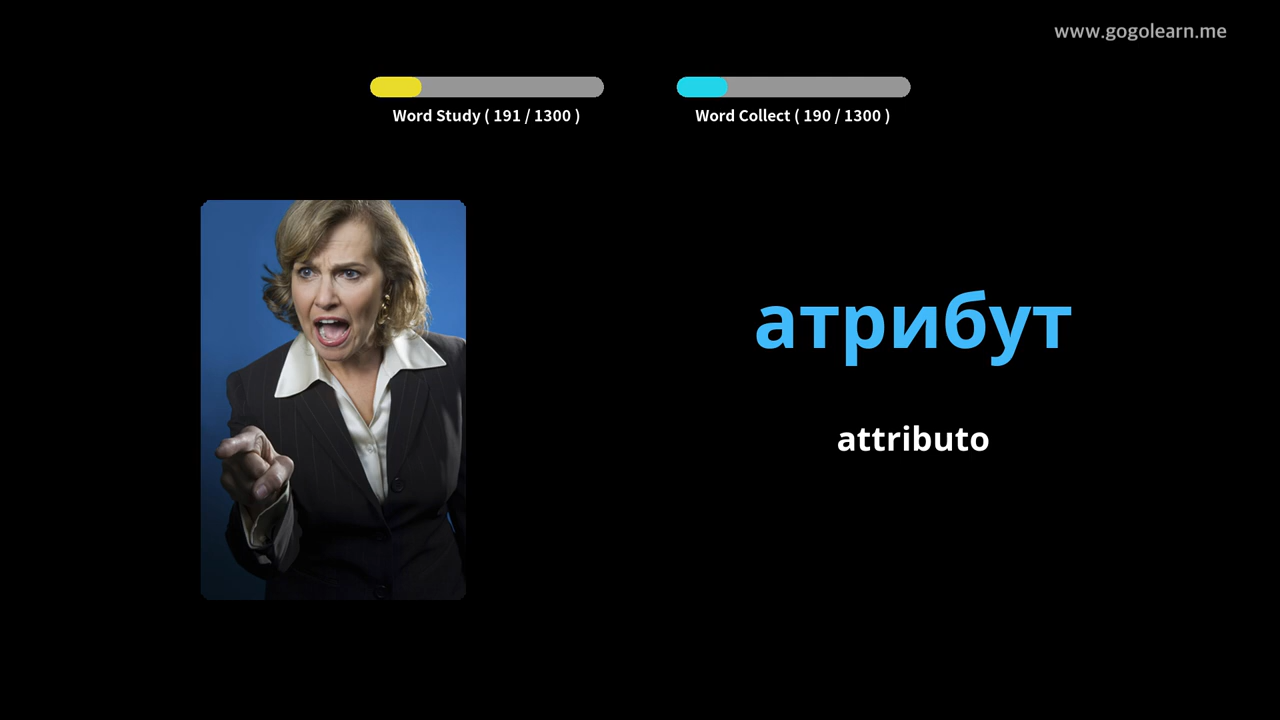 www.gogolearn.me
Word Study ( 191 / 1300 )
Word Collect ( 190 / 1300 )
атрибут
attributo